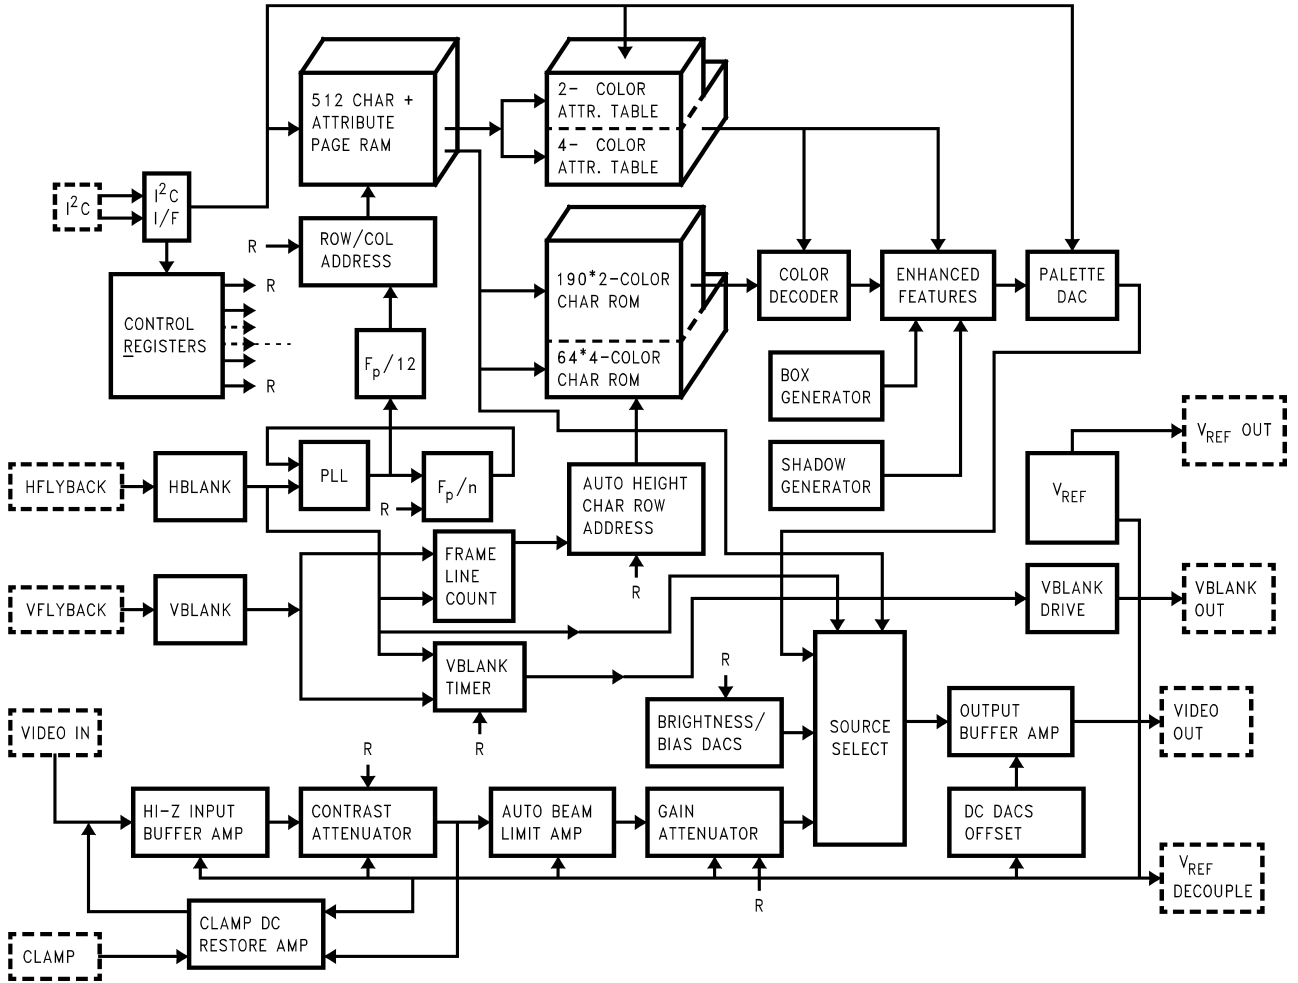 512 CHAR +
ATTRIBUTE
PAGE RAM
2- COLOR
ATTR. TABLE
4- COLOR
ATTR. TABLE
I²C
I²C
I/F
R
ROW/COL
ADDRESS
190*2-COLOR
CHAR ROM
64*4-COLOR
CHAR ROM
COLOR
DECODER
ENHANCED
FEATURES
PALETTE
DAC
CONTROL
REGISTERS
R
R
Fp/12
BOX
GENERATOR
VREF OUT
HFLYBACK
HBLANK
PLL
R
Fp/n
AUTO HEIGHT
CHAR ROW
ADDRESS
SHADOW
GENERATOR
VREF
VFLYBACK
VBLANK
FRAME
LINE
COUNT
R
VBLANK
DRIVE
VBLANK
OUT
VBLANK
TIMER
R
R
BRIGHTNESS/
BIAS DACS
SOURCE
SELECT
OUTPUT
BUFFER AMP
VIDEO
OUT
VIDEO IN
R
HI-Z INPUT
BUFFER AMP
CONTRAST
ATTENUATOR
AUTO BEAM
LIMIT AMP
GAIN
ATTENUATOR
DC DACS
OFFSET
R
VREF
DECOUPLE
CLAMP DC
RESTORE AMP
CLAMP